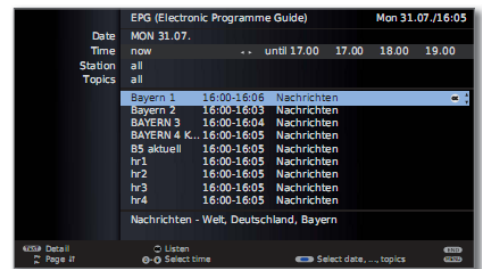 EPG (Electronic Programme Guide) Mon 31.07./16:05
Date MON 31.07.
Time now until 17.00 17.00 18.00 19.00
Station all
Topics all
Bayern 1 16:00-16:06 Nachrichten
Bayern 2 16:00-16:03 Nachrichten
BAYERN 3 16:00-16:04 Nachrichten
BAYERN 4 K... 16:00-16:05 Nachrichten
B5 aktuell 16:00-16:05 Nachrichten
hr1 16:00-16:05 Nachrichten
hr2 16:00-16:05 Nachrichten
hr3 16:00-16:05 Nachrichten
hr4 16:00-16:05 Nachrichten
Nachrichten - Welt, Deutschland, Bayern
Detail Listen
Page Select time Select date, ..., topics